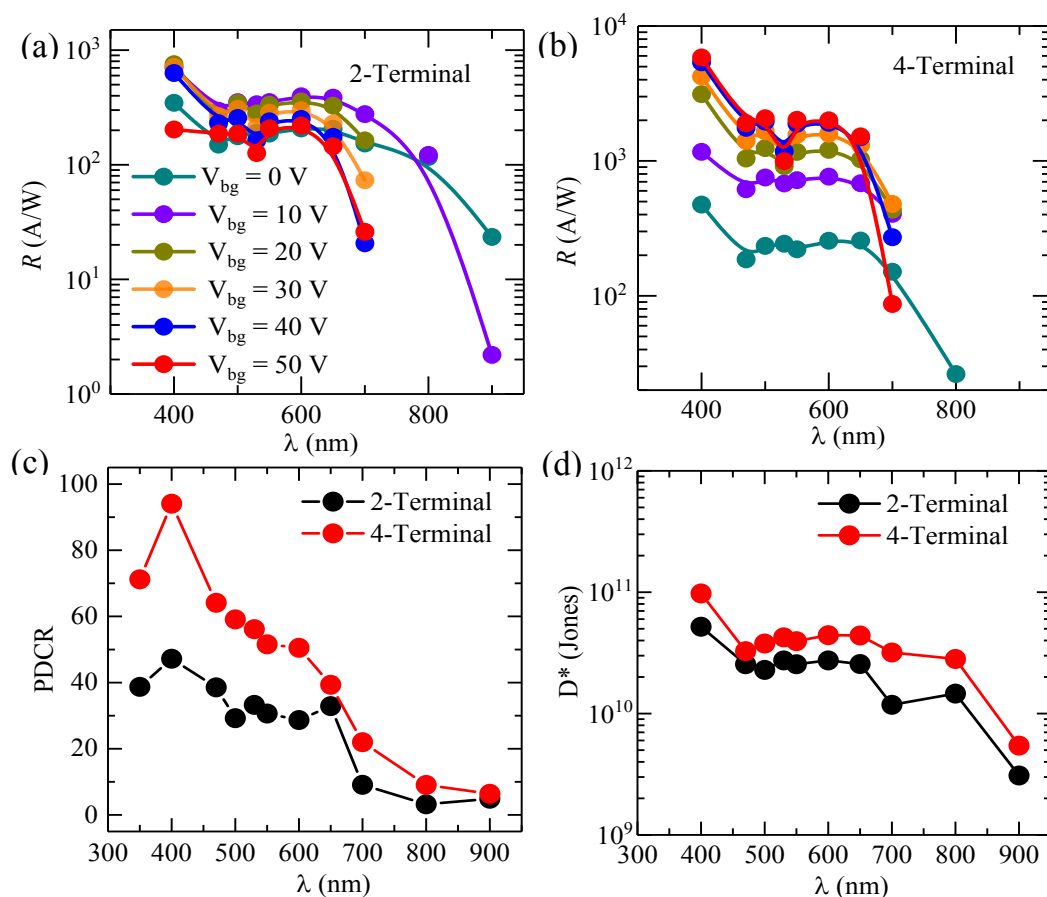 (a)
2-Terminal
10³
10²
10¹
10⁰
R (A/W)
V_bg = 0 V
V_bg = 10 V
V_bg = 20 V
V_bg = 30 V
V_bg = 40 V
V_bg = 50 V
400 600 800
λ (nm)
(b)
4-Terminal
10⁴
10³
10²
R (A/W)
400 600 800
λ (nm)
(c)
2-Terminal
4-Terminal
100
80
60
40
20
0
PDCR
300 400 500 600 700 800 900
λ (nm)
(d)
2-Terminal
4-Terminal
10¹²
10¹¹
10¹⁰
10⁹
D* (Jones)
300 400 500 600 700 800 900
λ (nm)